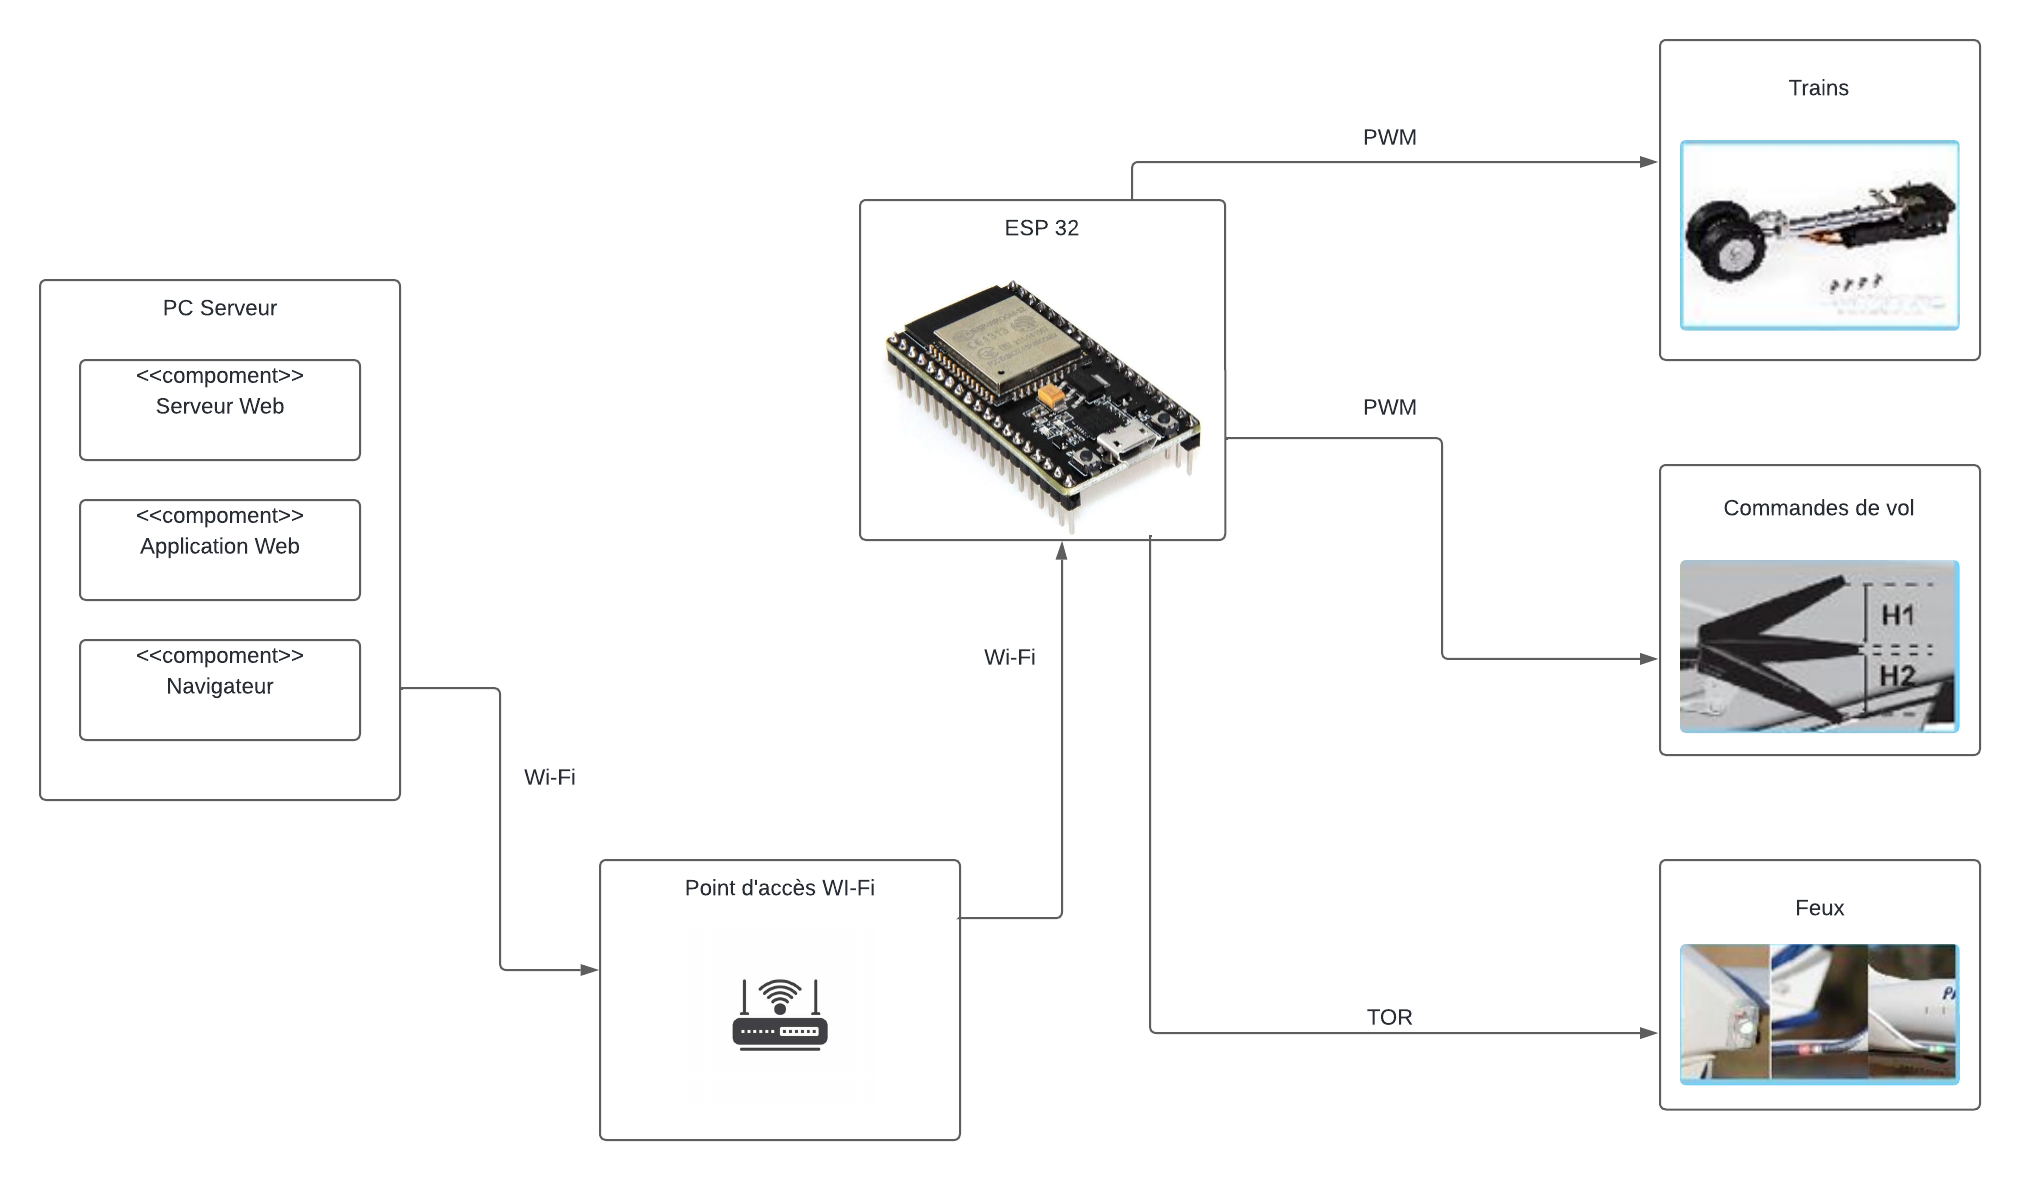 Trains
PWM
ESP 32
PC Serveur
<<compoment>>
Serveur Web
<<compoment>>
Application Web
<<compoment>>
Navigateur
PWM
Commandes de vol
H1
H2
Wi-Fi
Wi-Fi
Point d'accès WI-Fi
TOR
Feux